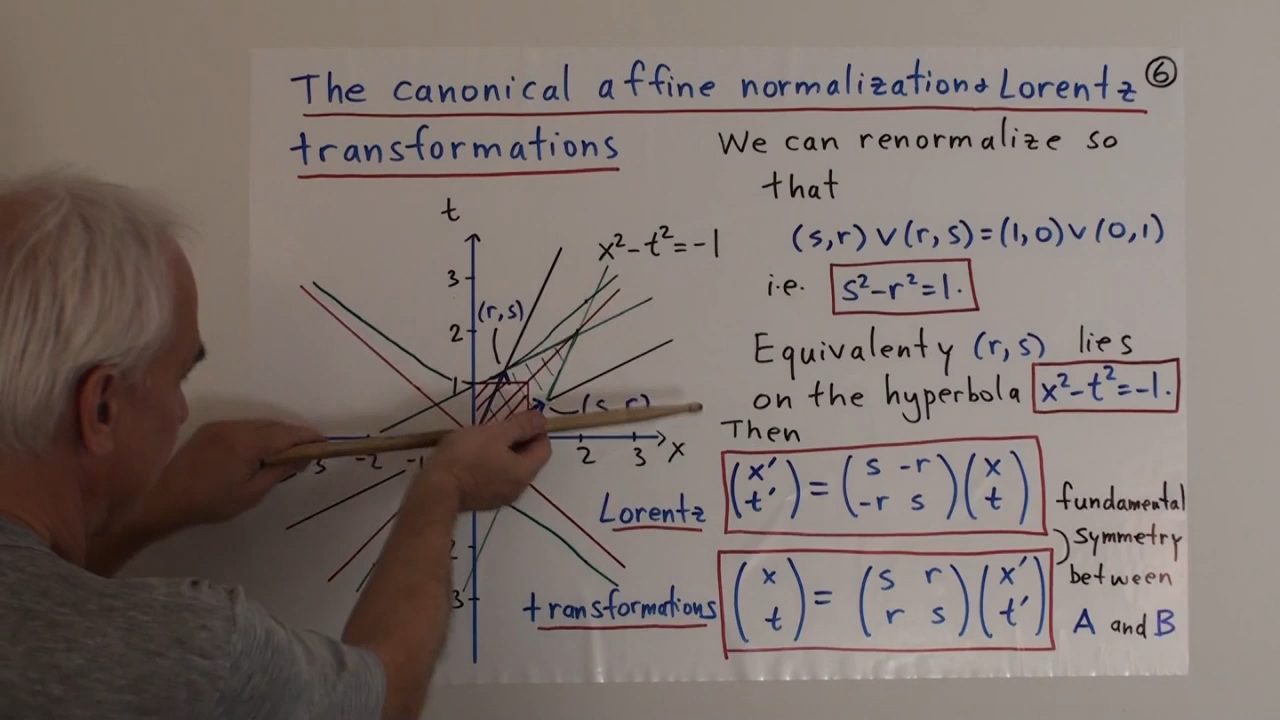 The canonical affine normalization & Lorentz ⑥
transformations
We can renormalize so
that
(s,r) ∨ (r,s) = (1,0) ∨ (0,1)
i.e. s² - r² = 1.
Equivalenty (r,s) lies
on the hyperbola x² - t² = -1.
Then
(x' t') = (s -r -r s)(x t)
(x t) = (s r r s)(x' t')
Lorentz
transformations
fundamental
symmetry
between
A and B
t
x² - t² = -1
3
(r,s)
2
1
(s,r)
-2 -1 2 3 x